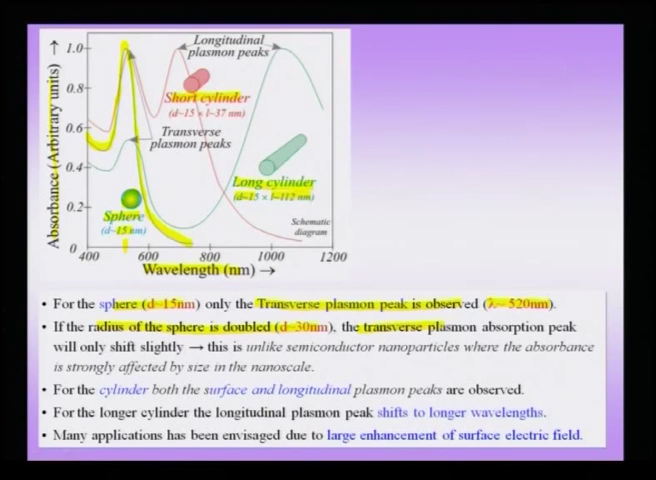 Longitudinal
plasmon peaks
1.0
0.8
0.6
0.4
0.2
0
Absorbance (Arbitrary units) →
Short cylinder
(d~15 × l~37 nm)
Transverse
plasmon peaks
Long cylinder
(d~15 × l~112 nm)
Sphere
(d~15 nm)
Schematic
diagram
400 600 800 1000 1200
Wavelength (nm) →
• For the sphere (d~15nm) only the Transverse plasmon peak is observed (λ~ 520nm).
• If the radius of the sphere is doubled (d~30nm), the transverse plasmon absorption peak
will only shift slightly → this is unlike semiconductor nanoparticles where the absorbance
is strongly affected by size in the nanoscale.
• For the cylinder both the surface and longitudinal plasmon peaks are observed.
• For the longer cylinder the longitudinal plasmon peak shifts to longer wavelengths.
• Many applications has been envisaged due to large enhancement of surface electric field.